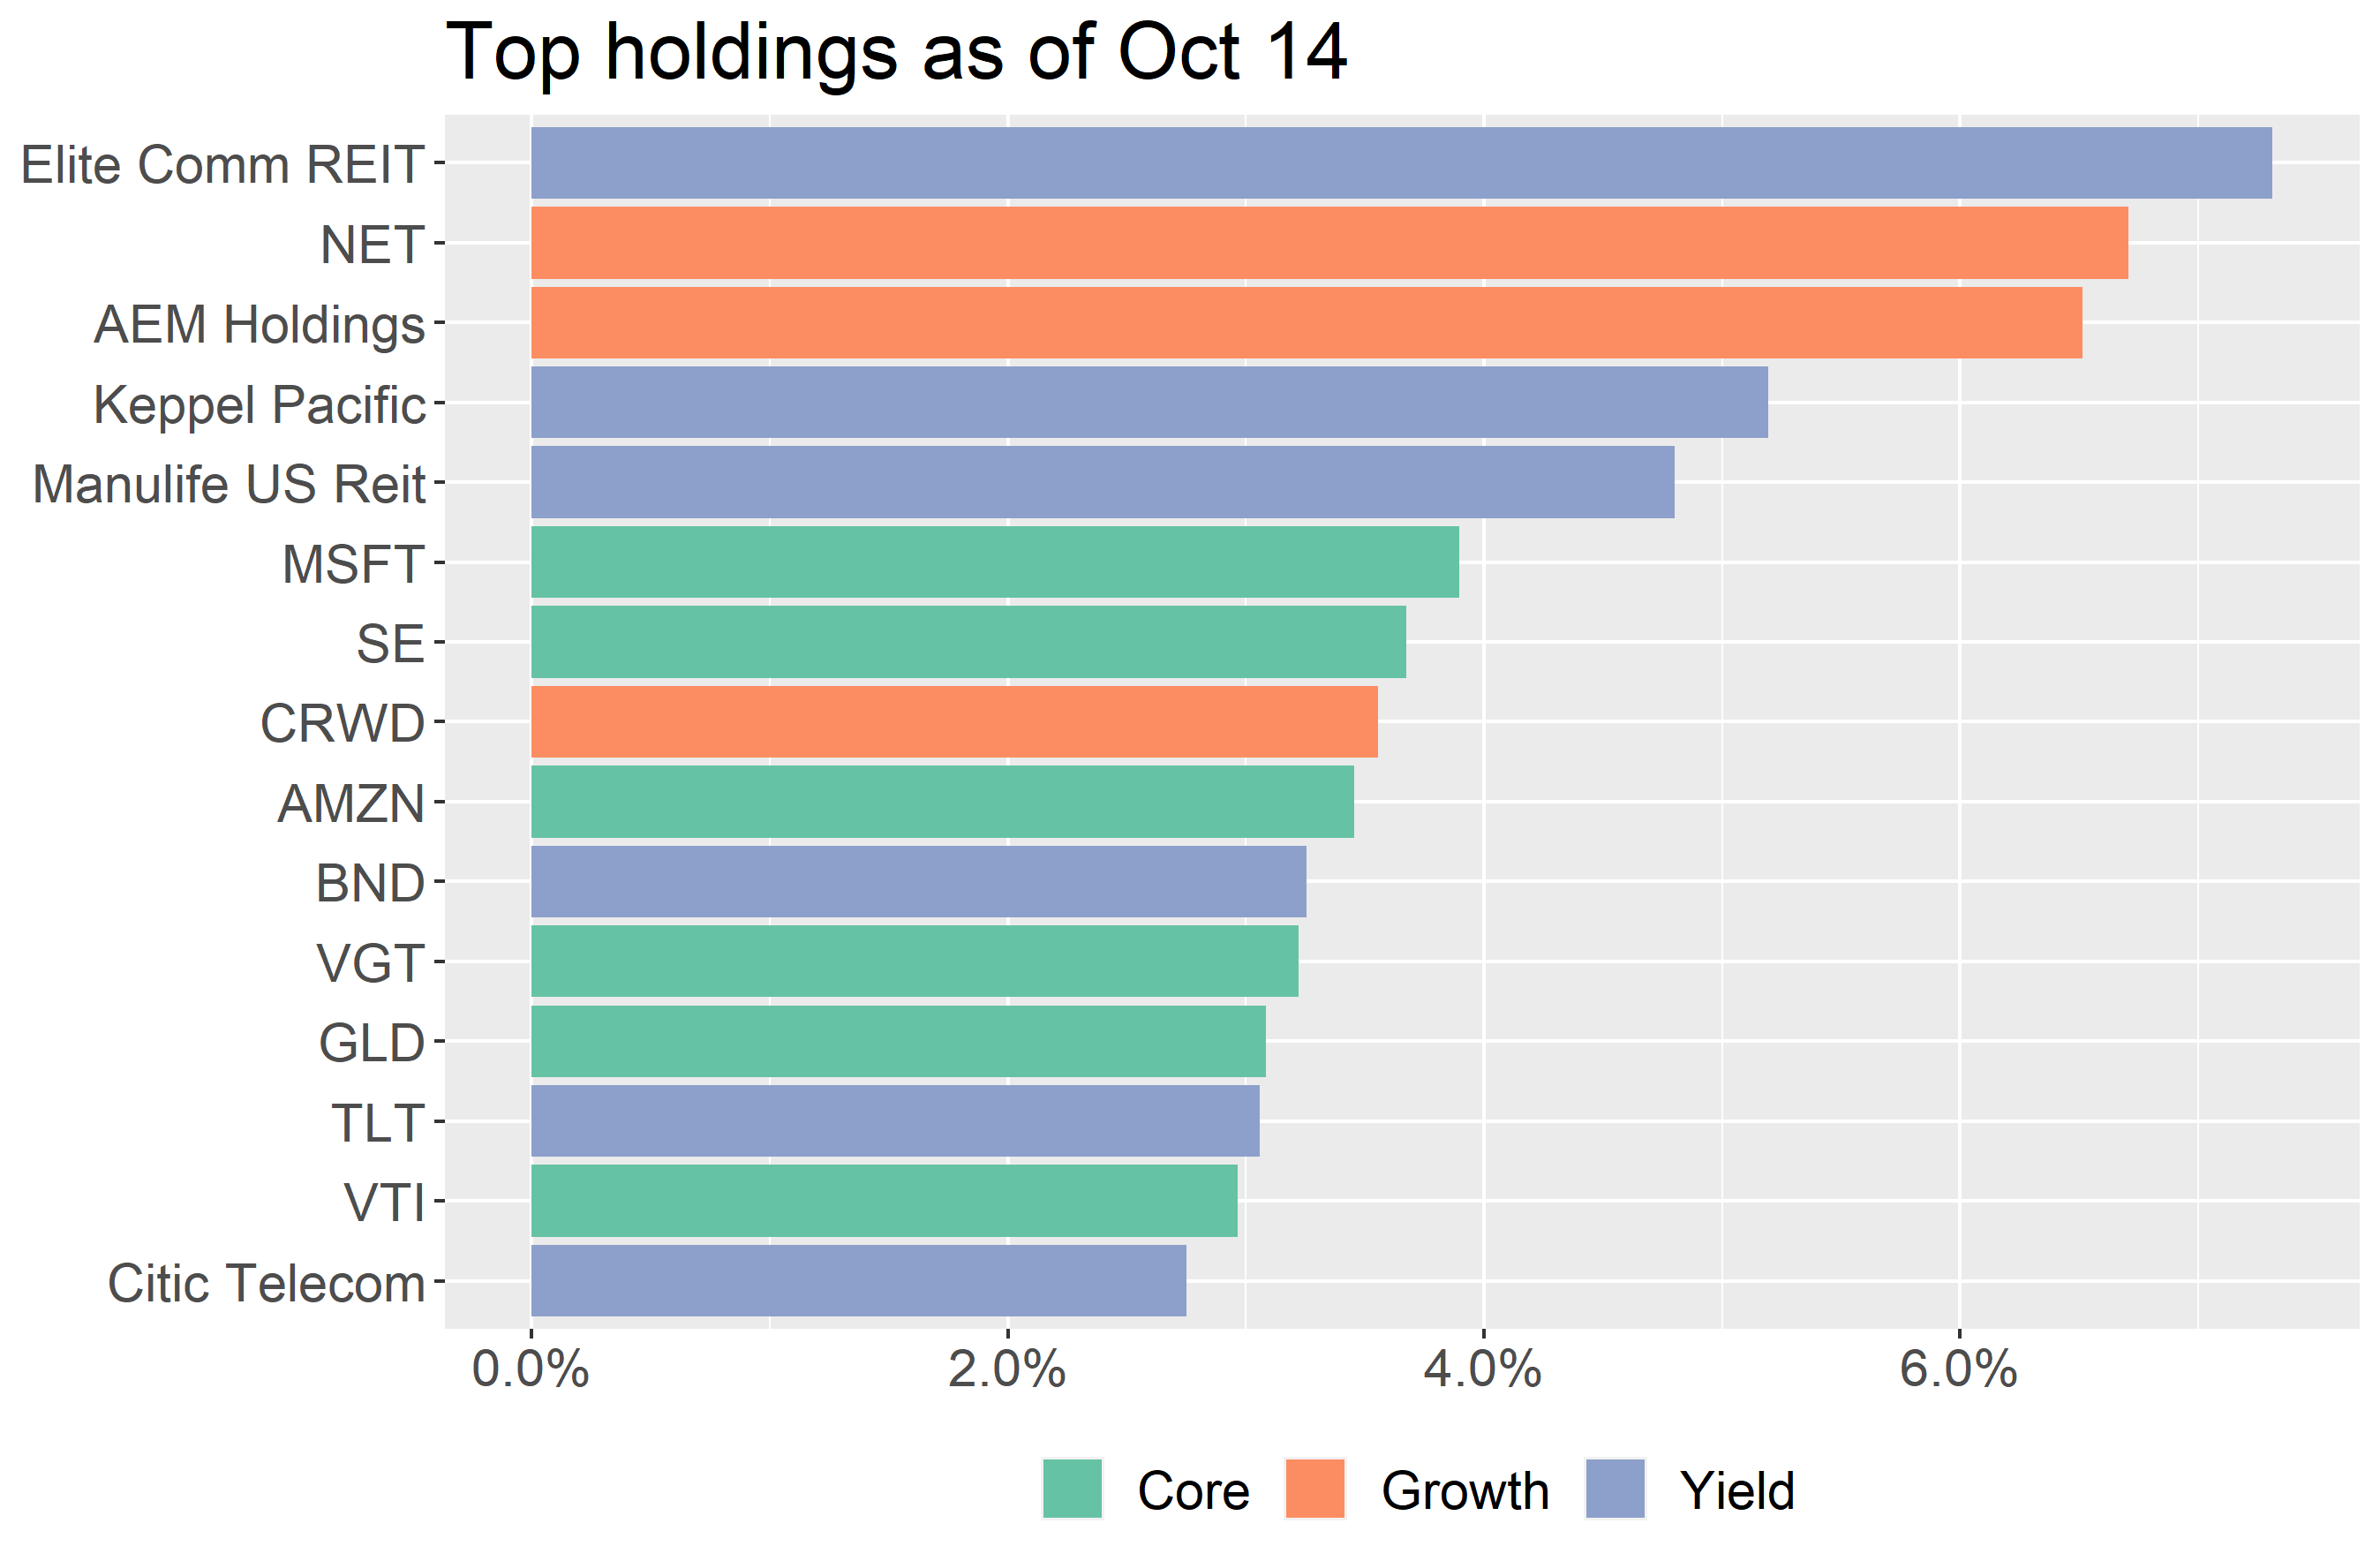 Top holdings as of Oct 14
Elite Comm REIT
NET
AEM Holdings
Keppel Pacific
Manulife US Reit
MSFT
SE
CRWD
AMZN
BND
VGT
GLD
TLT
VTI
Citic Telecom
0.0% 2.0% 4.0% 6.0%
Core Growth Yield